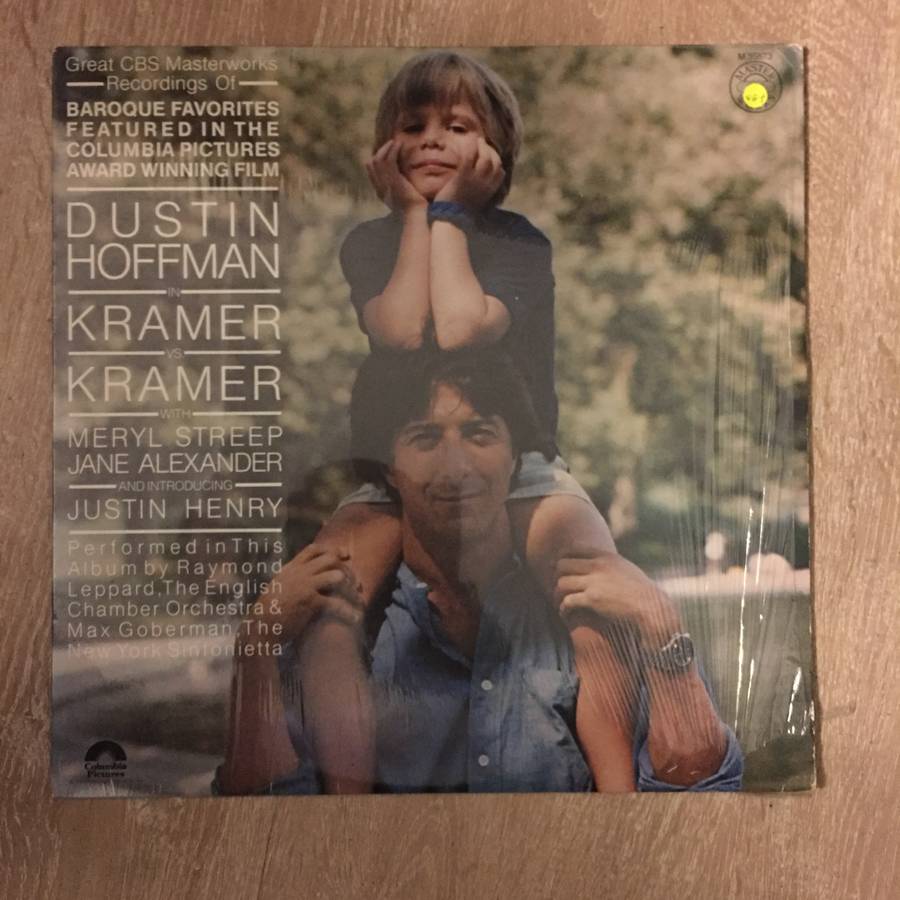 Great CBS Masterworks
Recordings Of
BAROQUE FAVORITES
FEATURED IN THE
COLUMBIA PICTURES
AWARD WINNING FILM
DUSTIN
HOFFMAN
IN
KRAMER
VS
KRAMER
WITH
MERYL STREEP
JANE ALEXANDER
AND INTRODUCING
JUSTIN HENRY
Performed in This
Album by Raymond
Leppard, The English
Chamber Orchestra &
Max Goberman, The
New York Sinfonietta
Columbia
Pictures